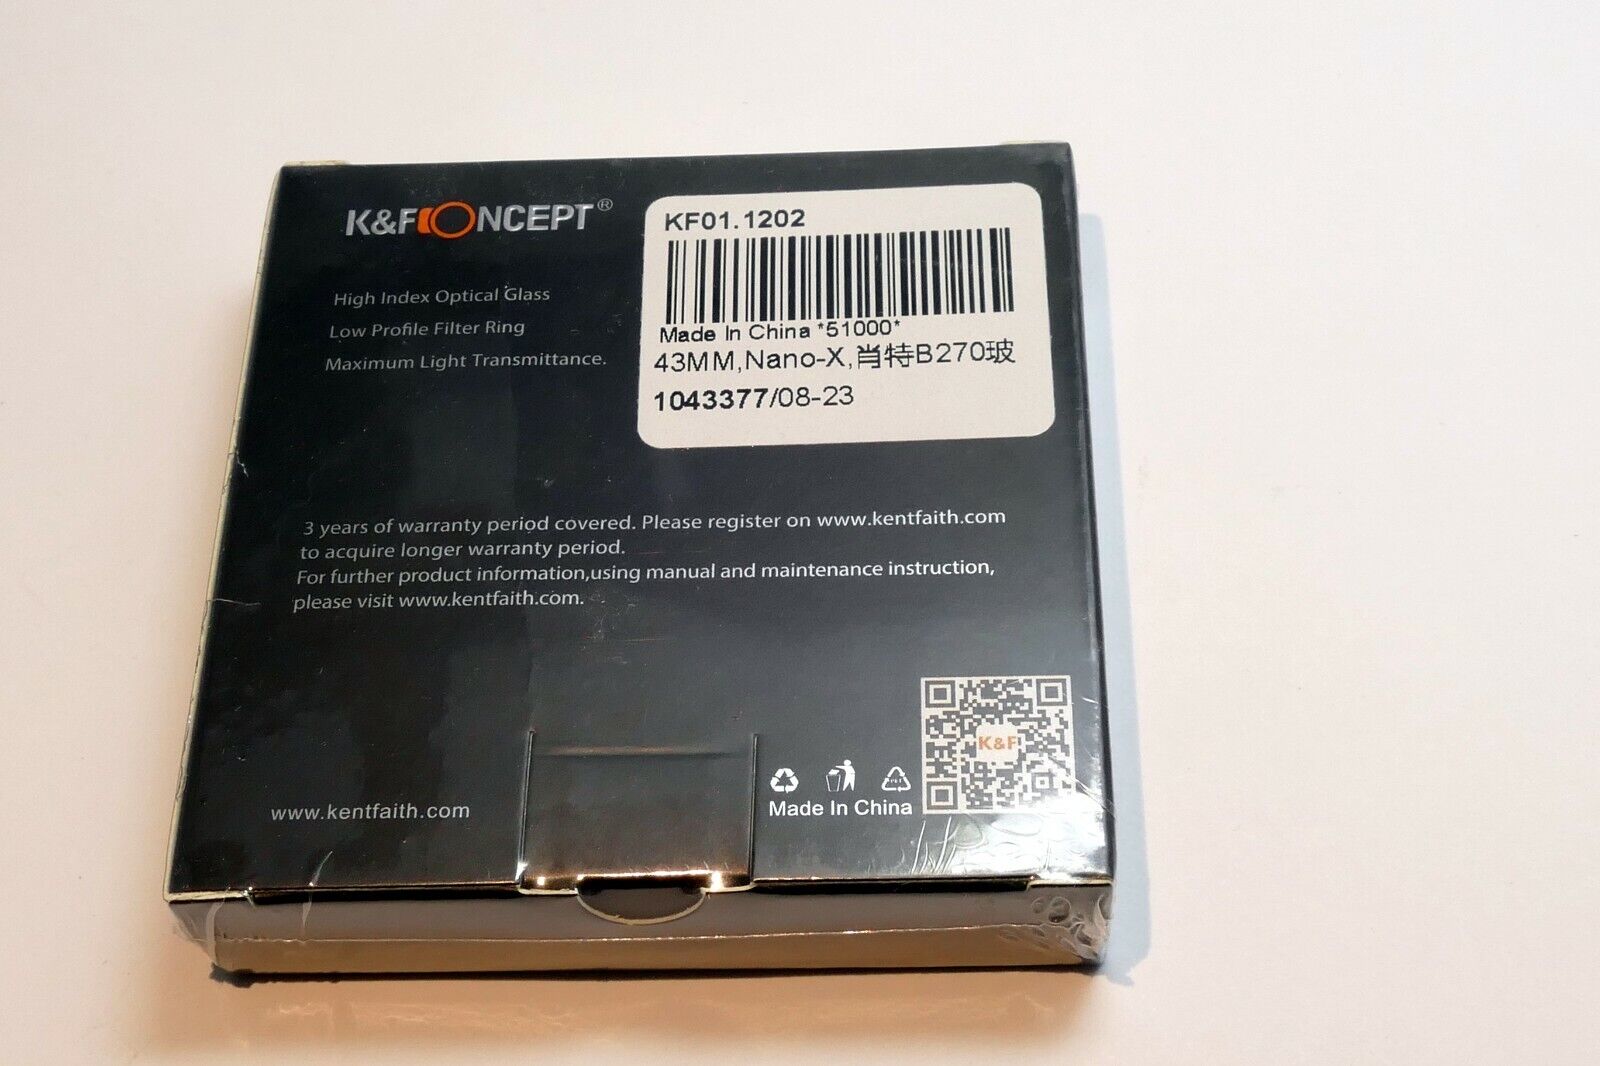 K&FCONCEPT®
High Index Optical Glass
Low Profile Filter Ring
Maximum Light Transmittance.
KF01.1202
Made In China *51000*
43MM,Nano-X,肖特B270玻
1043377/08-23
3 years of warranty period covered. Please register on www.kentfaith.com
to acquire longer warranty period.
For further product information,using manual and maintenance instruction,
please visit www.kentfaith.com.
K&F
PET
Made In China
www.kentfaith.com